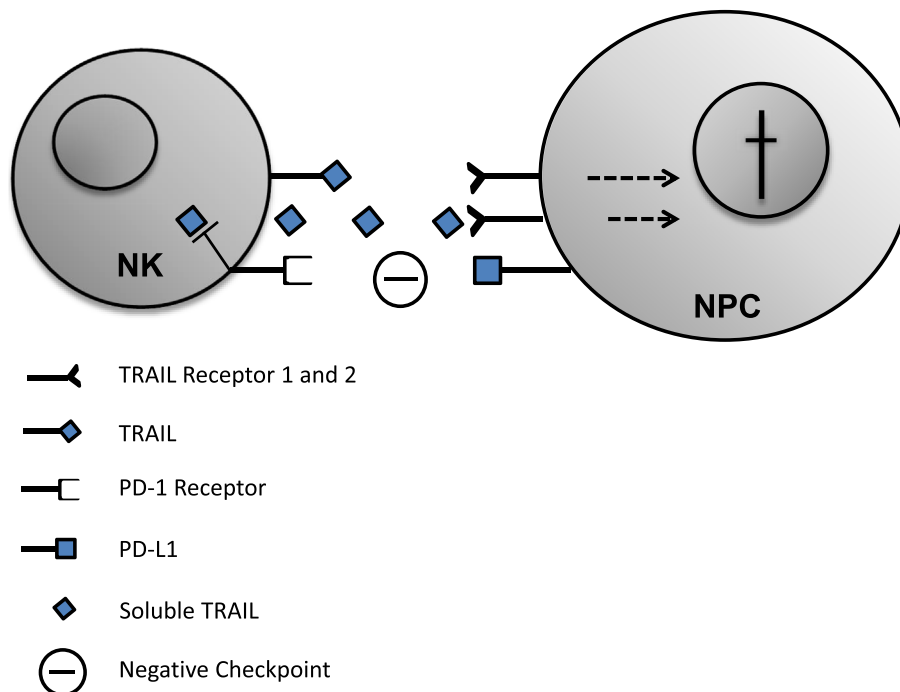 NK
NPC
TRAIL Receptor 1 and 2
TRAIL
PD-1 Receptor
PD-L1
Soluble TRAIL
Negative Checkpoint